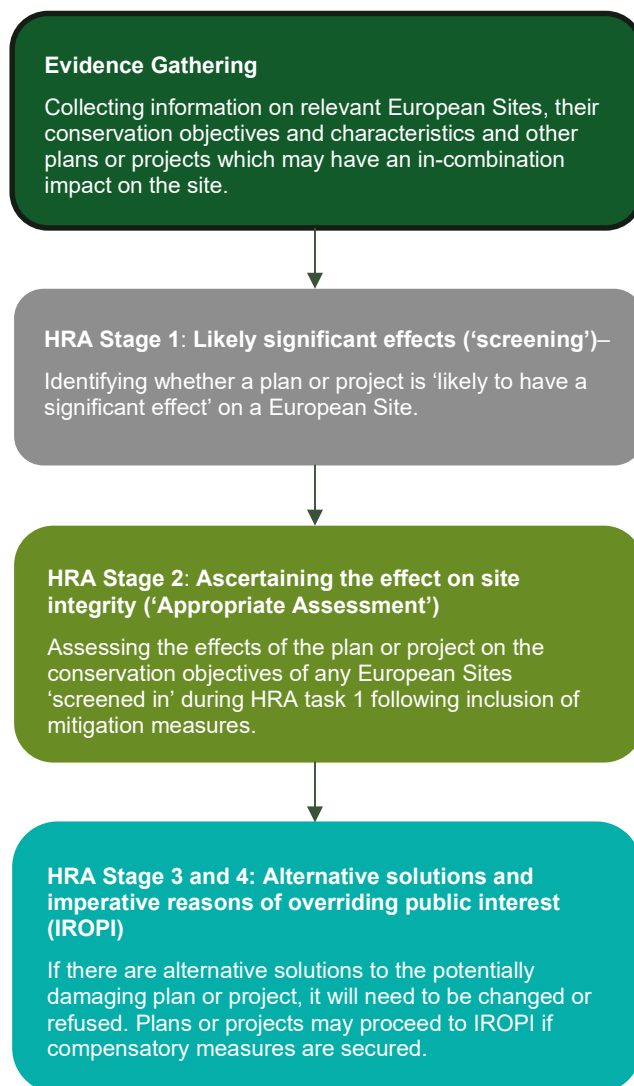 Evidence Gathering
Collecting information on relevant European Sites, their
conservation objectives and characteristics and other
plans or projects which may have an in-combination
impact on the site.
HRA Stage 1: Likely significant effects (‘screening’)–
Identifying whether a plan or project is ‘likely to have a
significant effect’ on a European Site.
HRA Stage 2: Ascertaining the effect on site
integrity (‘Appropriate Assessment’)
Assessing the effects of the plan or project on the
conservation objectives of any European Sites
‘screened in’ during HRA task 1 following inclusion of
mitigation measures.
HRA Stage 3 and 4: Alternative solutions and
imperative reasons of overriding public interest
(IROPI)
If there are alternative solutions to the potentially
damaging plan or project, it will need to be changed or
refused. Plans or projects may proceed to IROPI if
compensatory measures are secured.